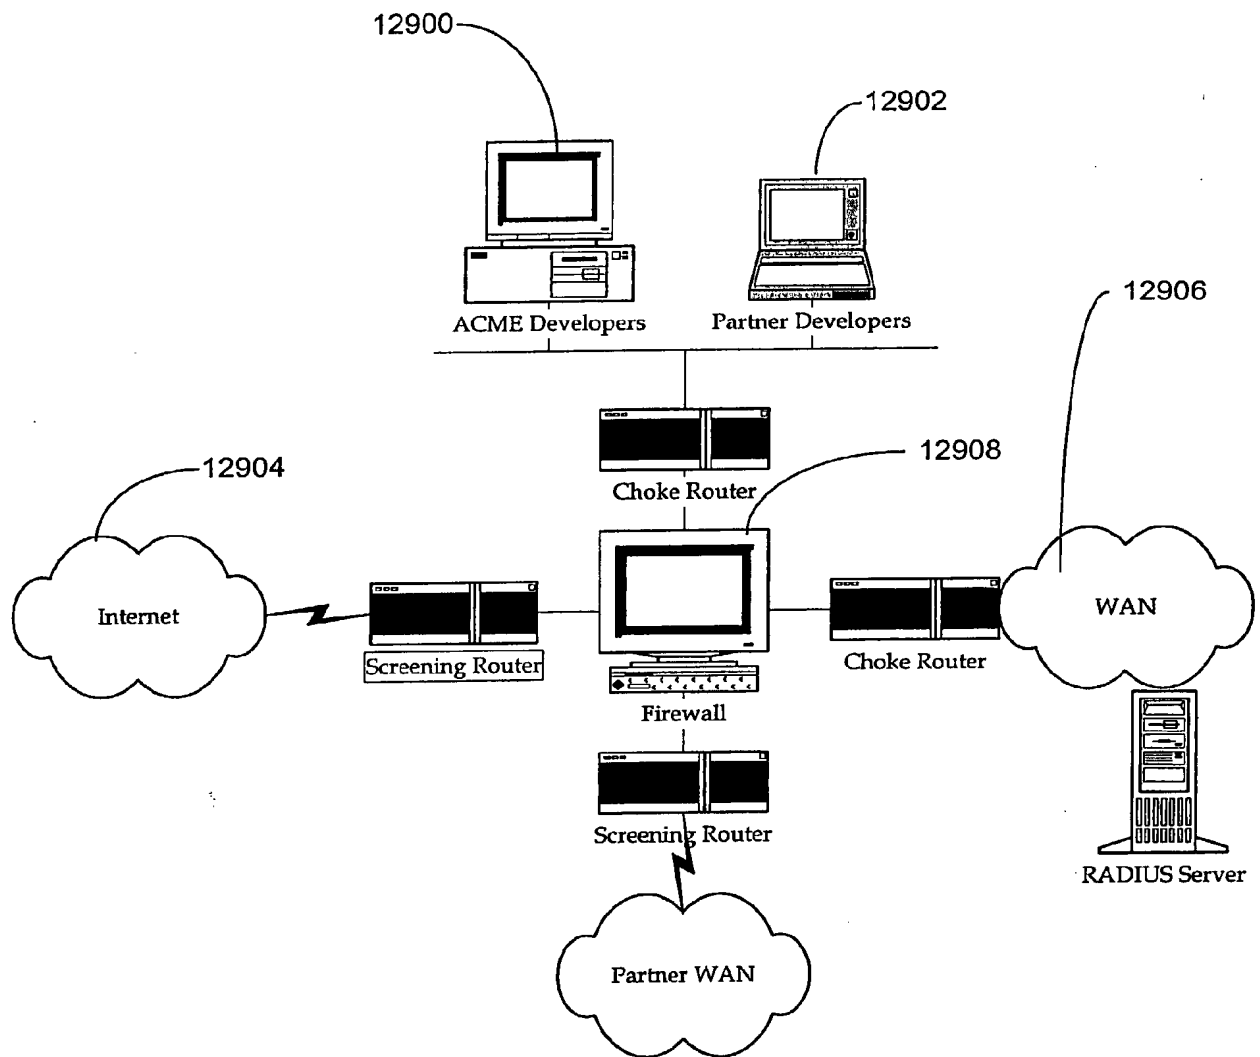 12900
12902
ACME Developers
Partner Developers
12906
12904
12908
Choke Router
Internet
WAN
Screening Router
Choke Router
Firewall
Screening Router
RADIUS Server
Partner WAN